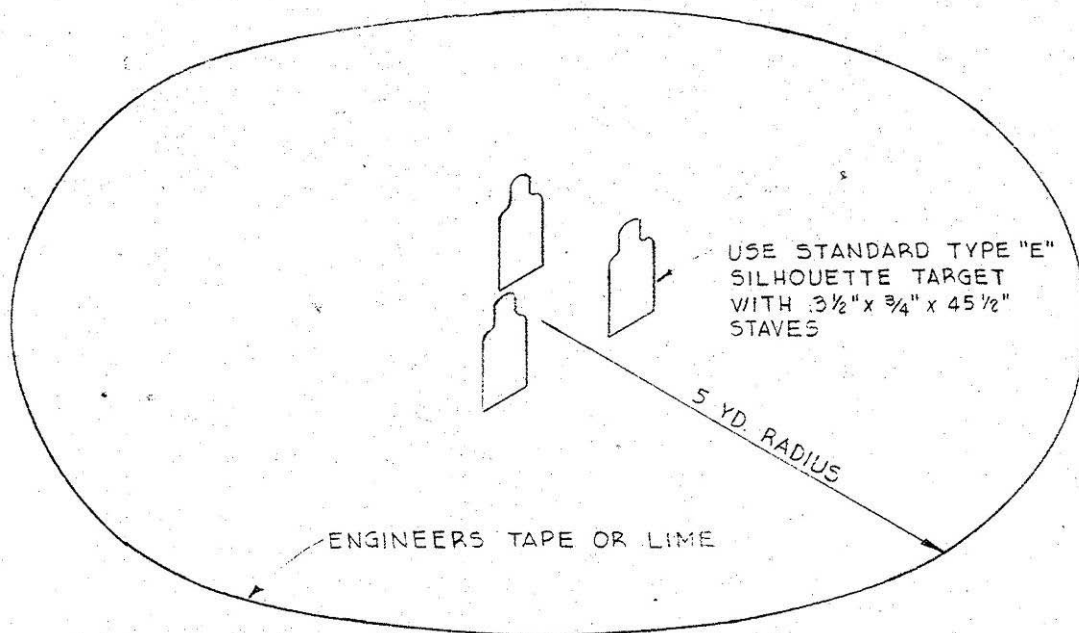 USE STANDARD TYPE "E"
SILHOUETTE TARGET
WITH 3½" x ¾" x 45½"
STAVES
5 YD. RADIUS
ENGINEERS TAPE OR LIME